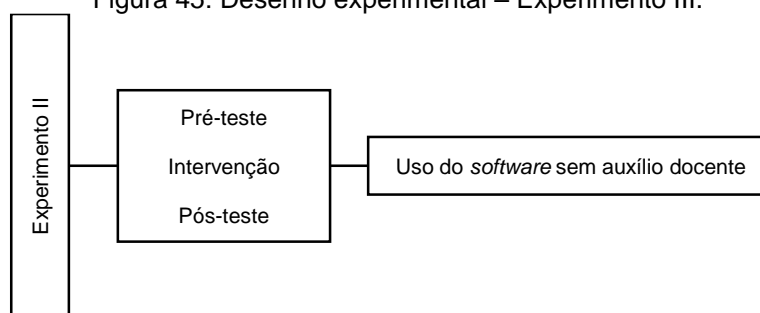 Figura 45: Desenho experimental – Experimento III.
Experimento II
Pré-teste
Intervenção
Pós-teste
Uso do software sem auxílio docente